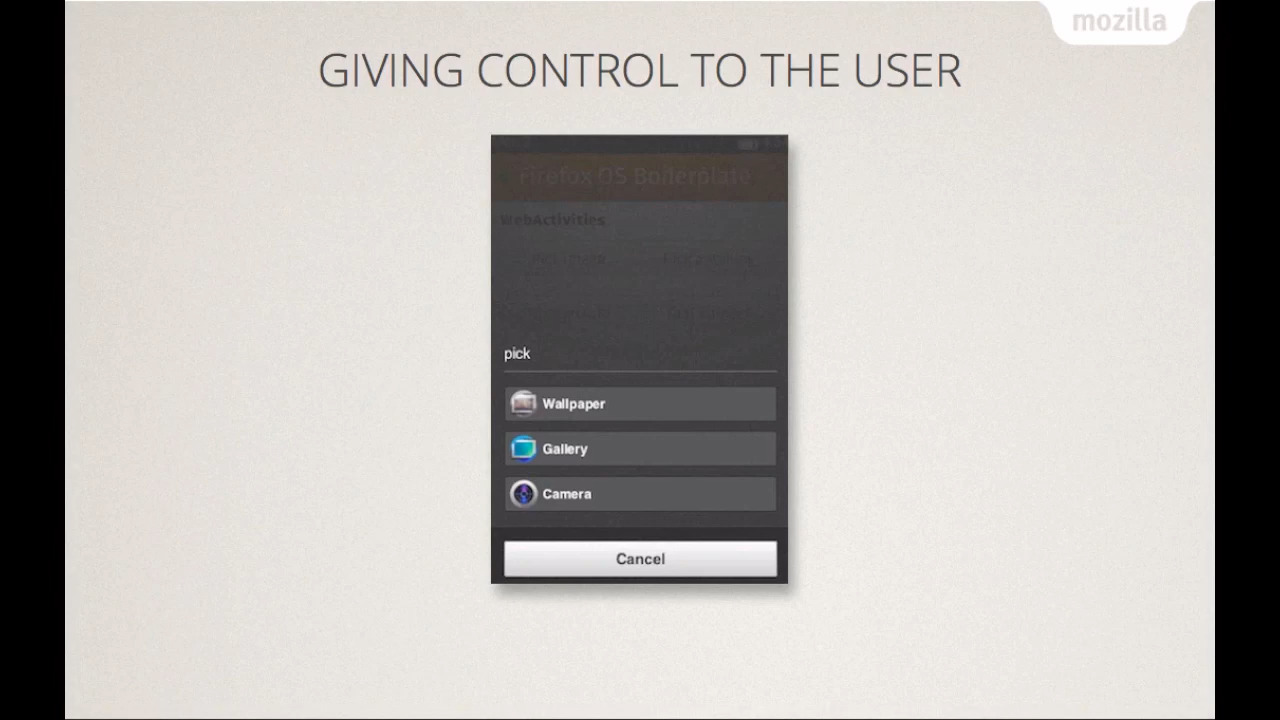 mozilla
GIVING CONTROL TO THE USER
Firefox OS Boilerplate
WebActivities
pick
Wallpaper
Gallery
Camera
Cancel